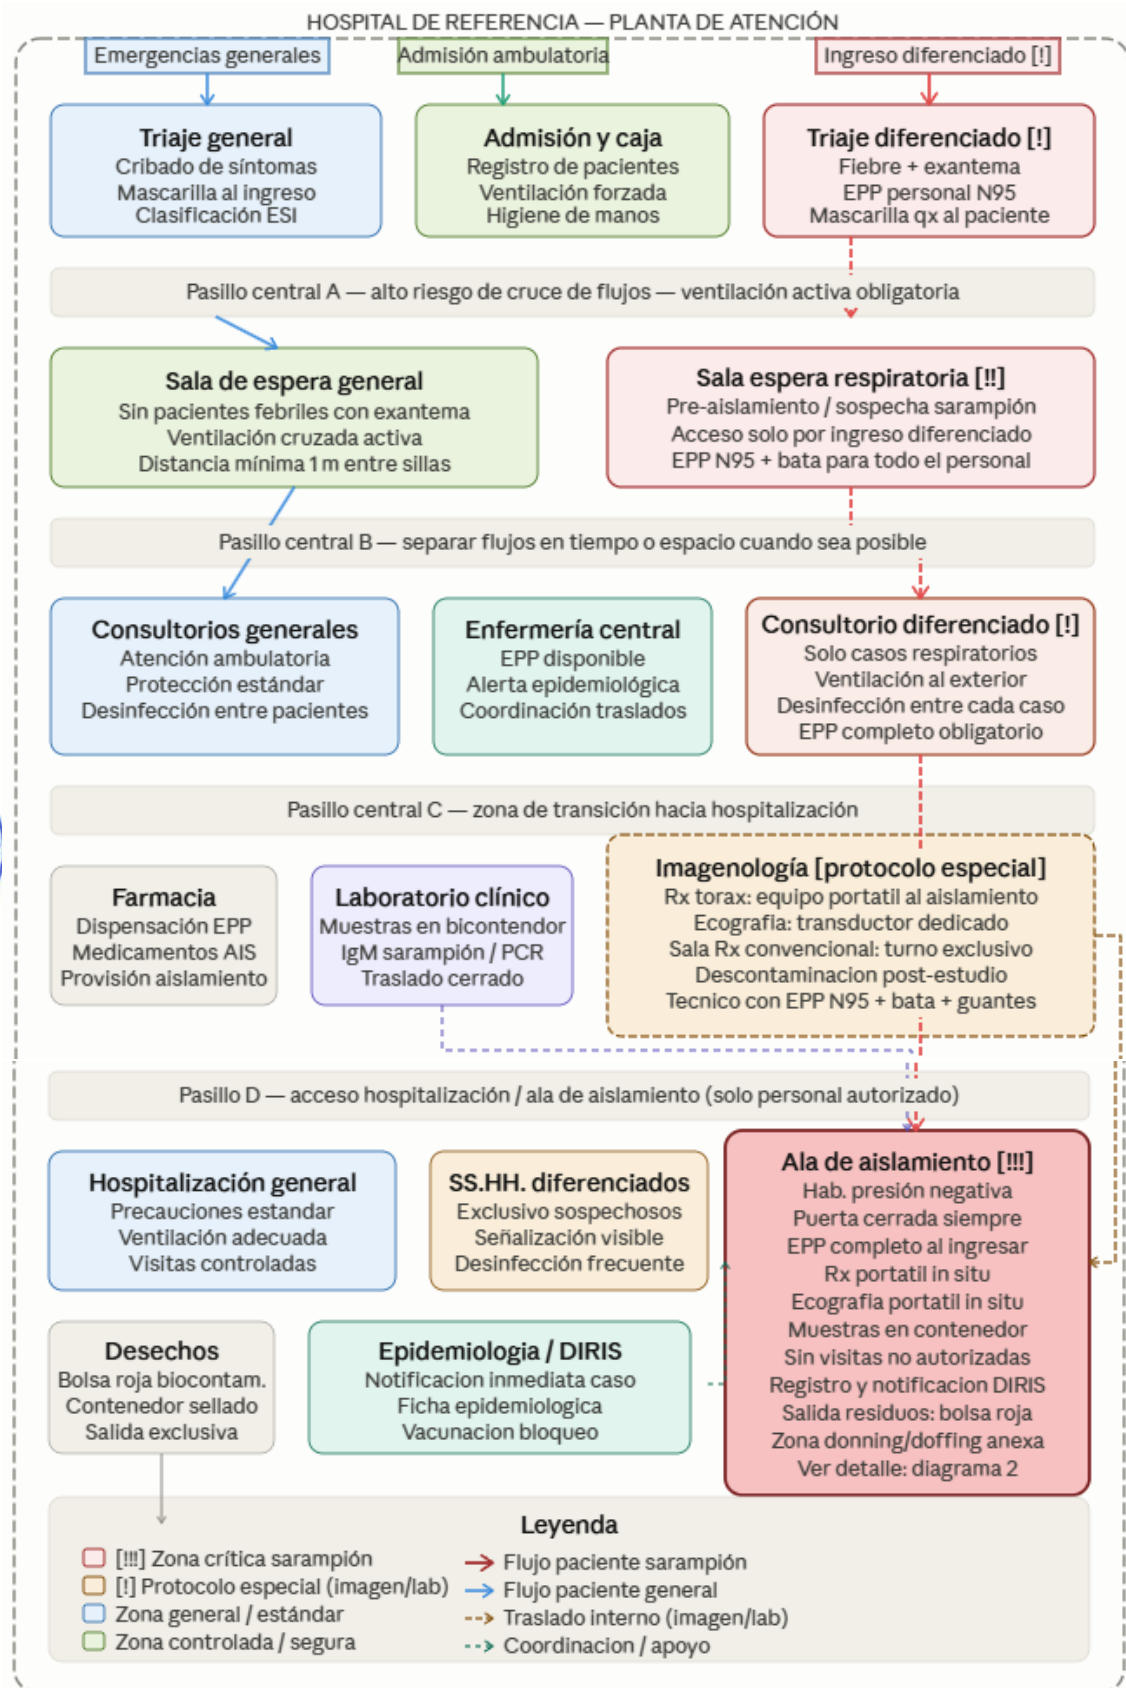 HOSPITAL DE REFERENCIA — PLANTA DE ATENCIÓN
Emergencias generales
Admisión ambulatoria
Ingreso diferenciado [!]
Triaje general
Cribado de síntomas
Mascarilla al ingreso
Clasificación ESI
Admisión y caja
Registro de pacientes
Ventilación forzada
Higiene de manos
Triaje diferenciado [!]
Fiebre + exantema
EPP personal N95
Mascarilla qx al paciente
Pasillo central A — alto riesgo de cruce de flujos — ventilación activa obligatoria
Sala de espera general
Sin pacientes febriles con exantema
Ventilación cruzada activa
Distancia mínima 1 m entre sillas
Sala espera respiratoria [!!]
Pre-aislamiento / sospecha sarampión
Acceso solo por ingreso diferenciado
EPP N95 + bata para todo el personal
Pasillo central B — separar flujos en tiempo o espacio cuando sea posible
Consultorios generales
Atención ambulatoria
Protección estándar
Desinfección entre pacientes
Enfermería central
EPP disponible
Alerta epidemiológica
Coordinación traslados
Consultorio diferenciado [!]
Solo casos respiratorios
Ventilación al exterior
Desinfección entre cada caso
EPP completo obligatorio
Pasillo central C — zona de transición hacia hospitalización
Farmacia
Dispensación EPP
Medicamentos AIS
Provisión aislamiento
Laboratorio clínico
Muestras en bicontendor
IgM sarampión / PCR
Traslado cerrado
Imagenología [protocolo especial]
Rx torax: equipo portatil al aislamiento
Ecografia: transductor dedicado
Sala Rx convencional: turno exclusivo
Descontaminacion post-estudio
Tecnico con EPP N95 + bata + guantes
Pasillo D — acceso hospitalización / ala de aislamiento (solo personal autorizado)
Hospitalización general
Precauciones estandar
Ventilación adecuada
Visitas controladas
SS.HH. diferenciados
Exclusivo sospechosos
Señalización visible
Desinfección frecuente
Ala de aislamiento [!!!]
Hab. presión negativa
Puerta cerrada siempre
EPP completo al ingresar
Rx portatil in situ
Ecografia portatil in situ
Muestras en contenedor
Sin visitas no autorizadas
Registro y notificacion DIRIS
Salida residuos: bolsa roja
Zona donning/doffing anexa
Ver detalle: diagrama 2
Desechos
Bolsa roja biocontam.
Contenedor sellado
Salida exclusiva
Epidemiologia / DIRIS
Notificacion inmediata caso
Ficha epidemiologica
Vacunacion bloqueo
Leyenda
[!!!] Zona crítica sarampión
[!] Protocolo especial (imagen/lab)
Zona general / estándar
Zona controlada / segura
Flujo paciente sarampión
Flujo paciente general
Traslado interno (imagen/lab)
Coordinacion / apoyo